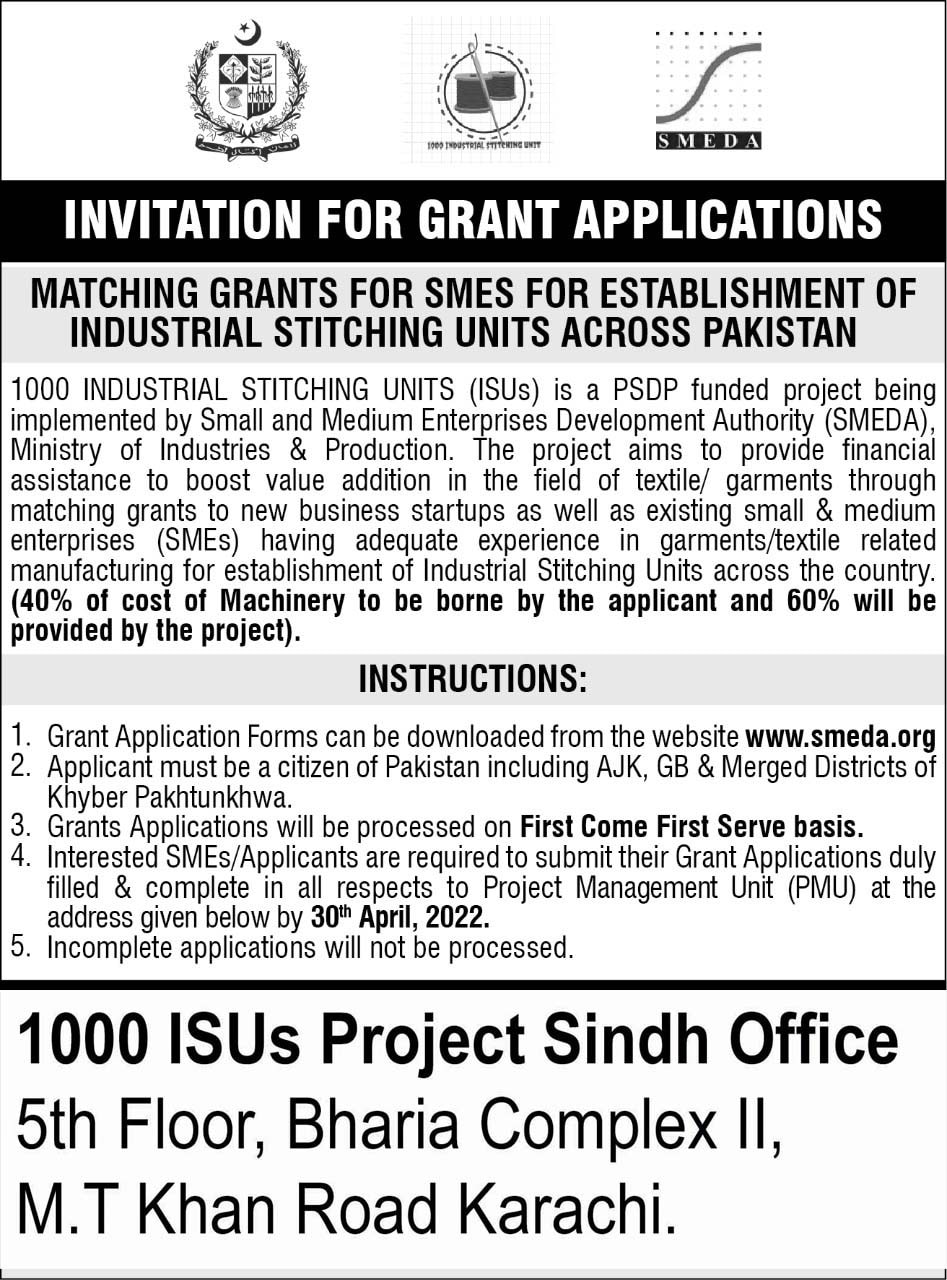 1000 INDUSTRIAL STITCHING UNIT
SMEDA
INVITATION FOR GRANT APPLICATIONS
MATCHING GRANTS FOR SMES FOR ESTABLISHMENT OF
INDUSTRIAL STITCHING UNITS ACROSS PAKISTAN
1000 INDUSTRIAL STITCHING UNITS (ISUs) is a PSDP funded project being
implemented by Small and Medium Enterprises Development Authority (SMEDA),
Ministry of Industries & Production. The project aims to provide financial
assistance to boost value addition in the field of textile/ garments through
matching grants to new business startups as well as existing small & medium
enterprises (SMEs) having adequate experience in garments/textile related
manufacturing for establishment of Industrial Stitching Units across the country.
(40% of cost of Machinery to be borne by the applicant and 60% will be
provided by the project).
INSTRUCTIONS:
1. Grant Application Forms can be downloaded from the website www.smeda.org
2. Applicant must be a citizen of Pakistan including AJK, GB & Merged Districts of
Khyber Pakhtunkhwa.
3. Grants Applications will be processed on First Come First Serve basis.
4. Interested SMEs/Applicants are required to submit their Grant Applications duly
filled & complete in all respects to Project Management Unit (PMU) at the
address given below by 30th April, 2022.
5. Incomplete applications will not be processed.
1000 ISUs Project Sindh Office
5th Floor, Bharia Complex II,
M.T Khan Road Karachi.